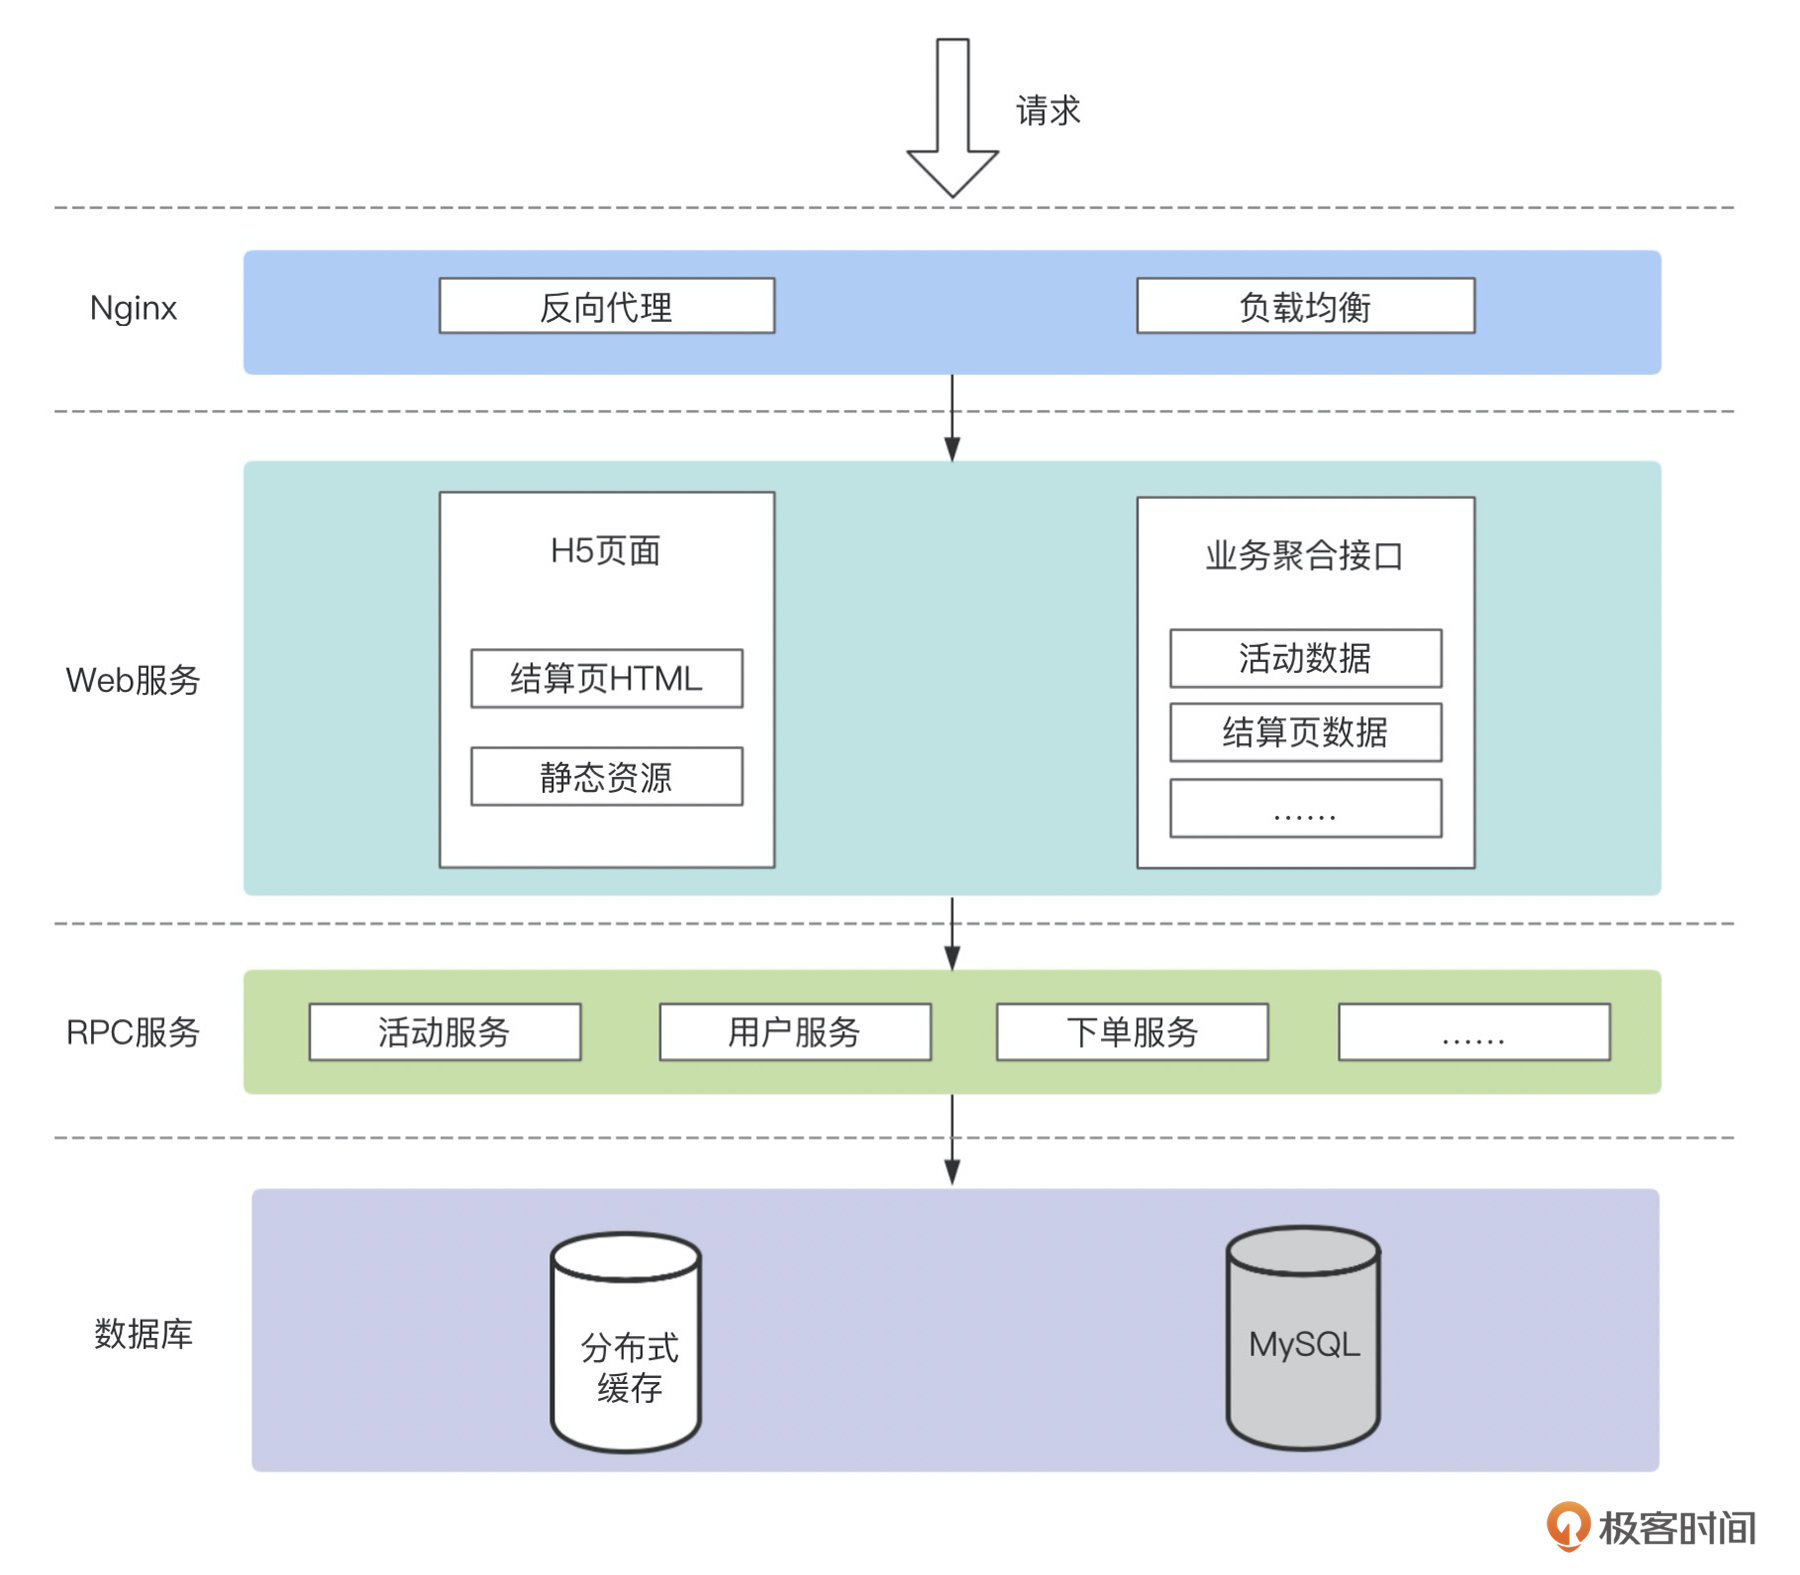 请求
Nginx
反向代理
负载均衡
Web服务
H5页面
结算页HTML
静态资源
业务聚合接口
活动数据
结算页数据
……
RPC服务
活动服务
用户服务
下单服务
……
数据库
分布式
缓存
MySQL
极客时间